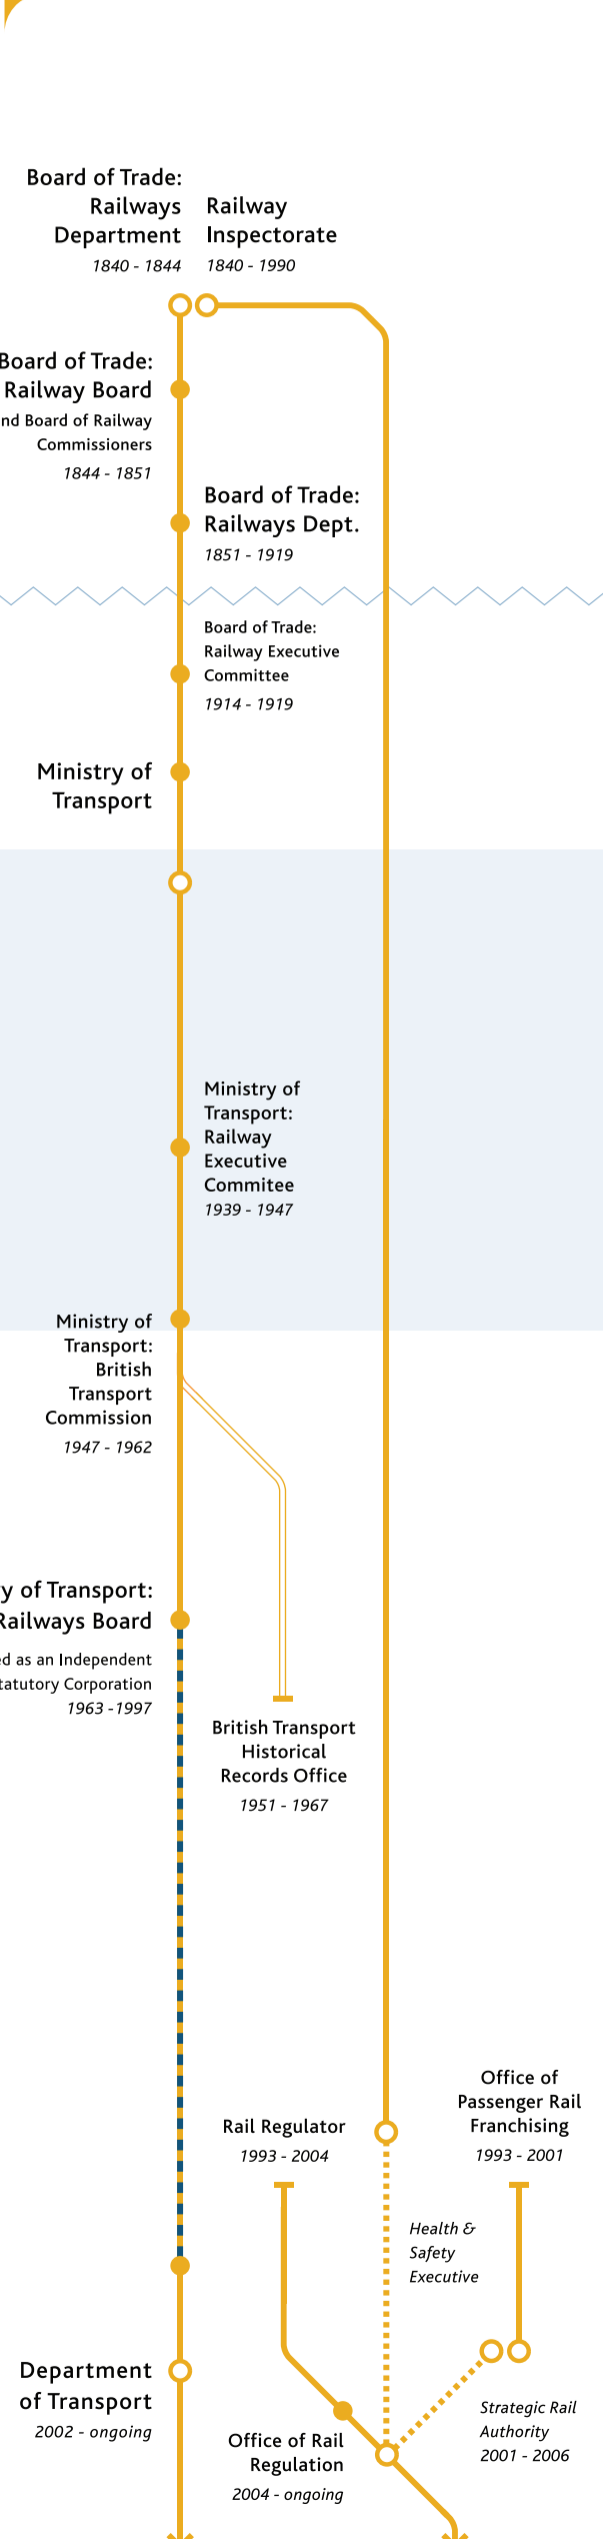 Board of Trade:
Railways
Department
1840 - 1844
Railway
Inspectorate
1840 - 1990
Board of Trade:
Railway Board
nd Board of Railway
Commissioners
1844 - 1851
Board of Trade:
Railways Dept.
1851 - 1919
Board of Trade:
Railway Executive
Committee
1914 - 1919
Ministry of
Transport
Ministry of
Transport:
Railway
Executive
Commitee
1939 - 1947
Ministry of
Transport:
British
Transport
Commission
1947 - 1962
y of Transport:
Railways Board
ed as an Independent
tatutory Corporation
1963 -1997
British Transport
Historical
Records Office
1951 - 1967
Rail Regulator
1993 - 2004
Office of
Passenger Rail
Franchising
1993 - 2001
Health &
Safety
Executive
Department
of Transport
2002 - ongoing
Office of Rail
Regulation
2004 - ongoing
Strategic Rail
Authority
2001 - 2006